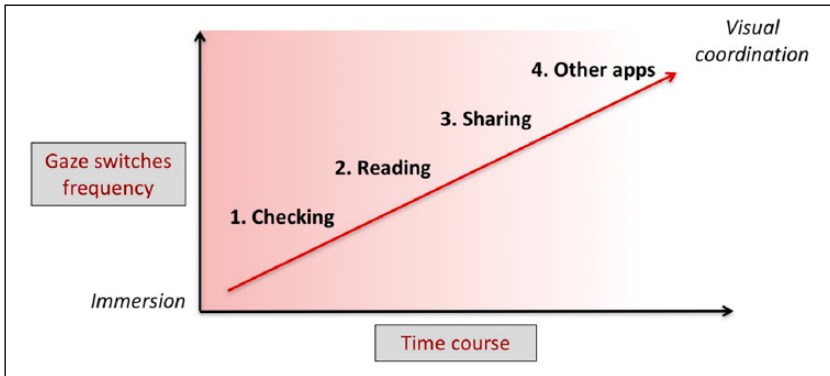 Visual
coordination
4. Other apps
3. Sharing
Gaze switches
frequency
2. Reading
1. Checking
Immersion
Time course